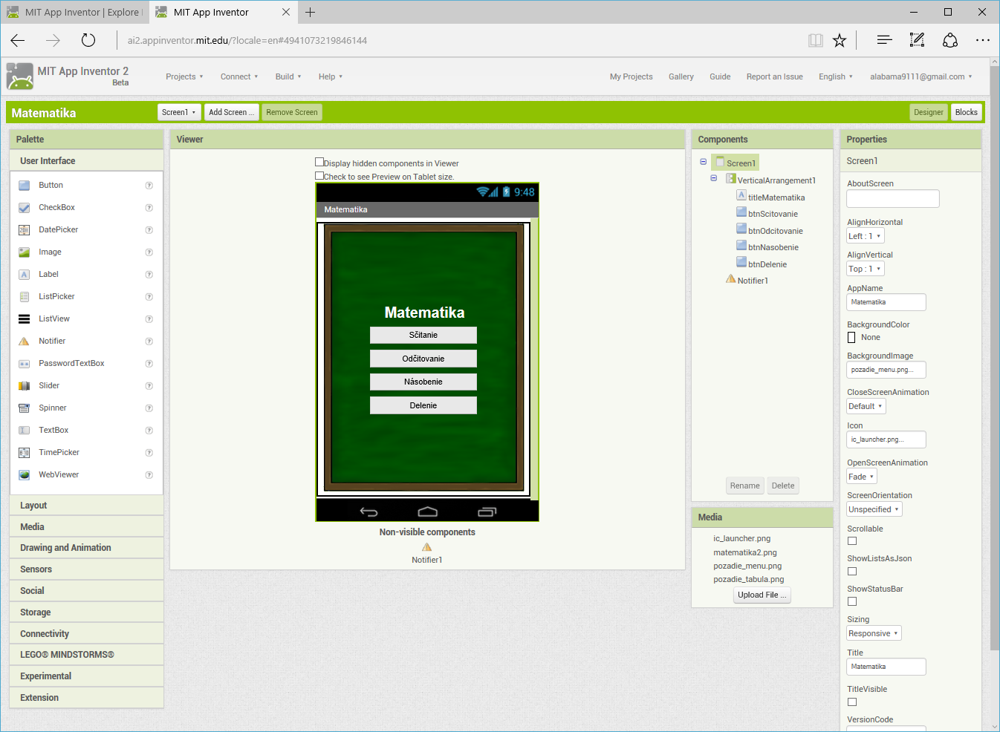 MIT App Inventor | Explore
MIT App Inventor
ai2.appinventor.mit.edu/?locale=en#4941073219846144
MIT App Inventor 2
Beta
Projects Connect Build Help
My Projects Gallery Guide Report an Issue English alabama9111@gmail.com
Matematika
Screen1 Add Screen ... Remove Screen
Designer Blocks
Palette
User Interface
Button
CheckBox
DatePicker
Image
Label
ListPicker
ListView
Notifier
PasswordTextBox
Slider
Spinner
TextBox
TimePicker
WebViewer
Layout
Media
Drawing and Animation
Sensors
Social
Storage
Connectivity
LEGO® MINDSTORMS®
Experimental
Extension
Viewer
Display hidden components in Viewer
Check to see Preview on Tablet size.
9:48
Matematika
Matematika
Sčitanie
Odčitovanie
Násobenie
Delenie
Non-visible components
Notifier1
Components
Screen1
VerticalArrangement1
titleMatematika
btnScitovanie
btnOdcitovanie
btnNasobenie
btnDelenie
Notifier1
Rename Delete
Media
ic_launcher.png
matematika2.png
pozadie_menu.png
pozadie_tabula.png
Upload File ...
Properties
Screen1
AboutScreen
AlignHorizontal
Left : 1
AlignVertical
Top : 1
AppName
Matematika
BackgroundColor
None
BackgroundImage
pozadie_menu.png...
CloseScreenAnimation
Default
Icon
ic_launcher.png...
OpenScreenAnimation
Fade
ScreenOrientation
Unspecified
Scrollable
ShowListsAsJson
ShowStatusBar
Sizing
Responsive
Title
Matematika
TitleVisible
VersionCode